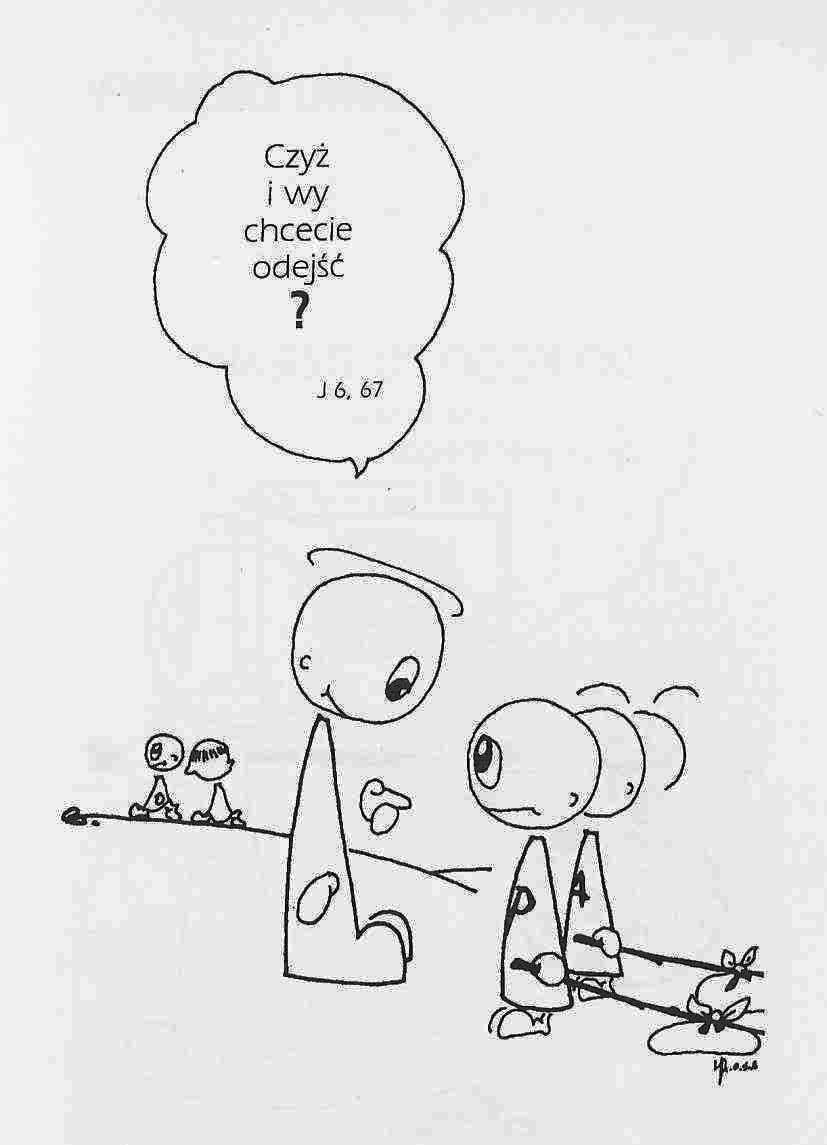 Czyż
i wy
chcecie
odejść
?
J 6, 67
P
A